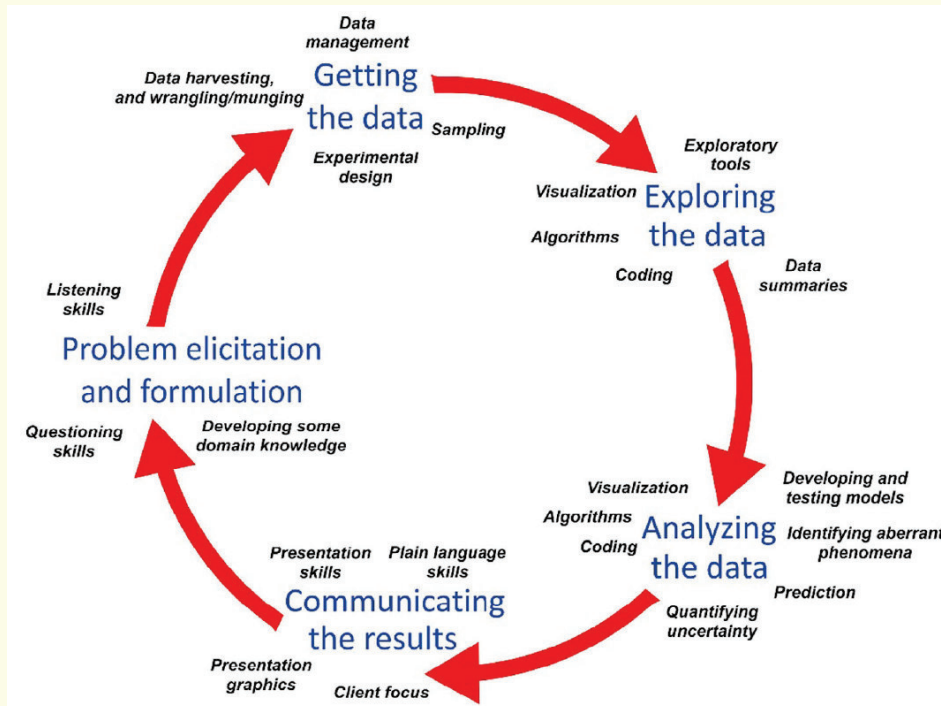 Data
management
Getting
the data
Data harvesting,
and wrangling/munging
Sampling
Experimental
design
Exploratory
tools
Visualization
Exploring
the data
Algorithms
Coding
Data
summaries
Listening
skills
Problem elicitation
and formulation
Questioning
skills
Developing some
domain knowledge
Visualization
Developing and
testing models
Algorithms
Analyzing
the data
Coding
Identifying aberrant
phenomena
Prediction
Quantifying
uncertainty
Presentation
skills
Plain language
skills
Communicating
the results
Presentation
graphics
Client focus